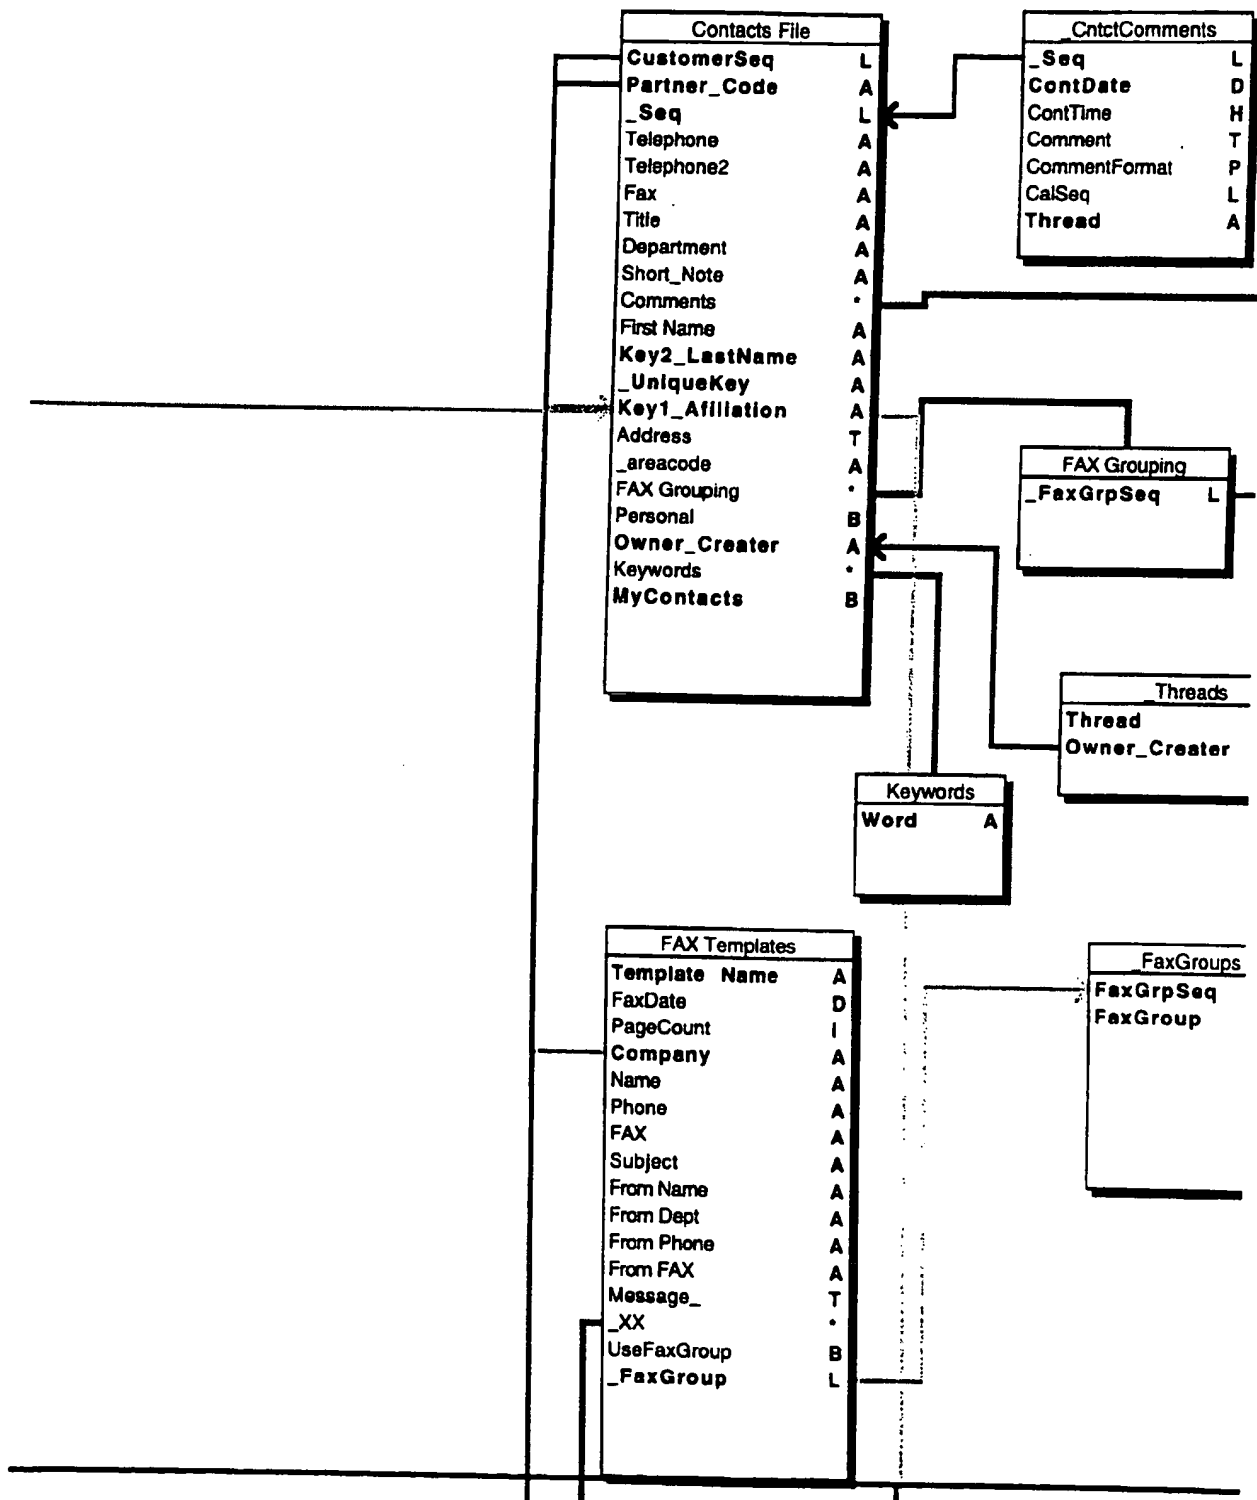 Contacts File
CustomerSeq L
Partner_Code A
_Seq L
Telephone A
Telephone2 A
Fax A
Title A
Department A
Short_Note A
Comments *
First Name A
Key2_LastName A
_UniqueKey A
Key1_Afiliation A
Address T
_areacode A
FAX Grouping *
Personal B
Owner_Creater A
Keywords *
MyContacts B
_CntctComments
_Seq L
ContDate D
ContTime H
Comment T
CommentFormat P
CalSeq L
Thread A
FAX Grouping
_FaxGrpSeq L
_Threads
Thread
Owner_Creater
Keywords
Word A
FAX Templates
Template Name A
FaxDate D
PageCount I
Company A
Name A
Phone A
FAX A
Subject A
From Name A
From Dept A
From Phone A
From FAX A
Message_ T
_XX *
UseFaxGroup B
_FaxGroup L
_FaxGroups
FaxGrpSeq
FaxGroup